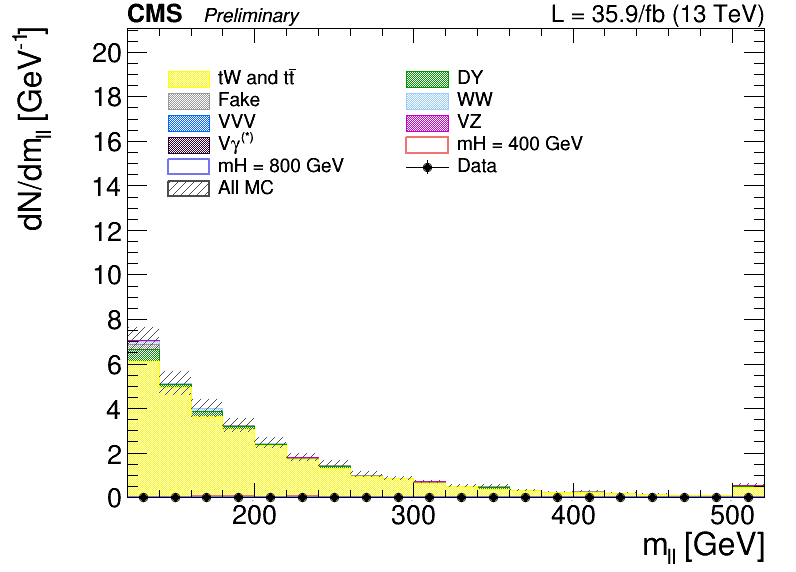 CMS Preliminary L = 35.9/fb (13 TeV)
dN/dm_ll [GeV⁻¹]
20
18
16
14
12
10
8
6
4
2
0
tW and tt̄ DY
Fake WW
VVV VZ
Vγ(*) mH = 400 GeV
mH = 800 GeV Data
All MC
200 300 400 500
m_ll [GeV]